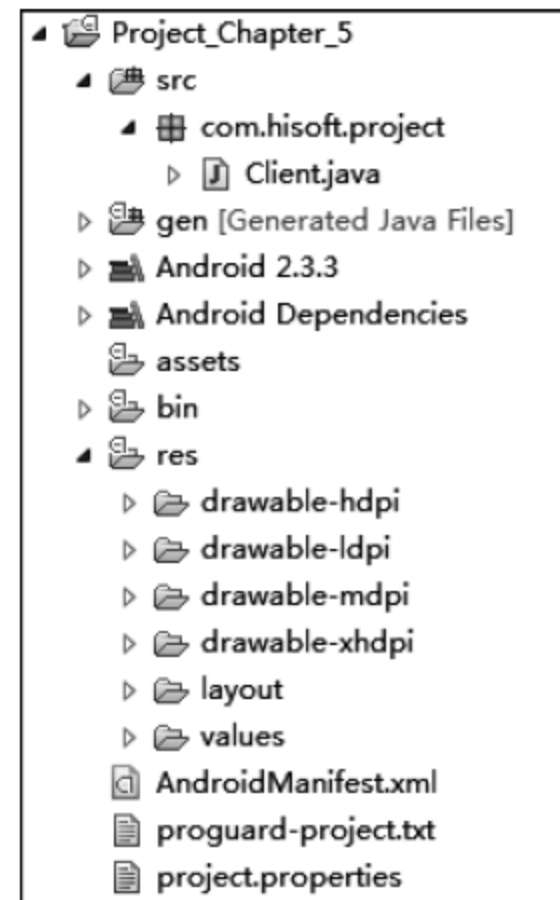 Project_Chapter_5
src
com.hisoft.project
Client.java
gen [Generated Java Files]
Android 2.3.3
Android Dependencies
assets
bin
res
drawable-hdpi
drawable-ldpi
drawable-mdpi
drawable-xhdpi
layout
values
AndroidManifest.xml
proguard-project.txt
project.properties